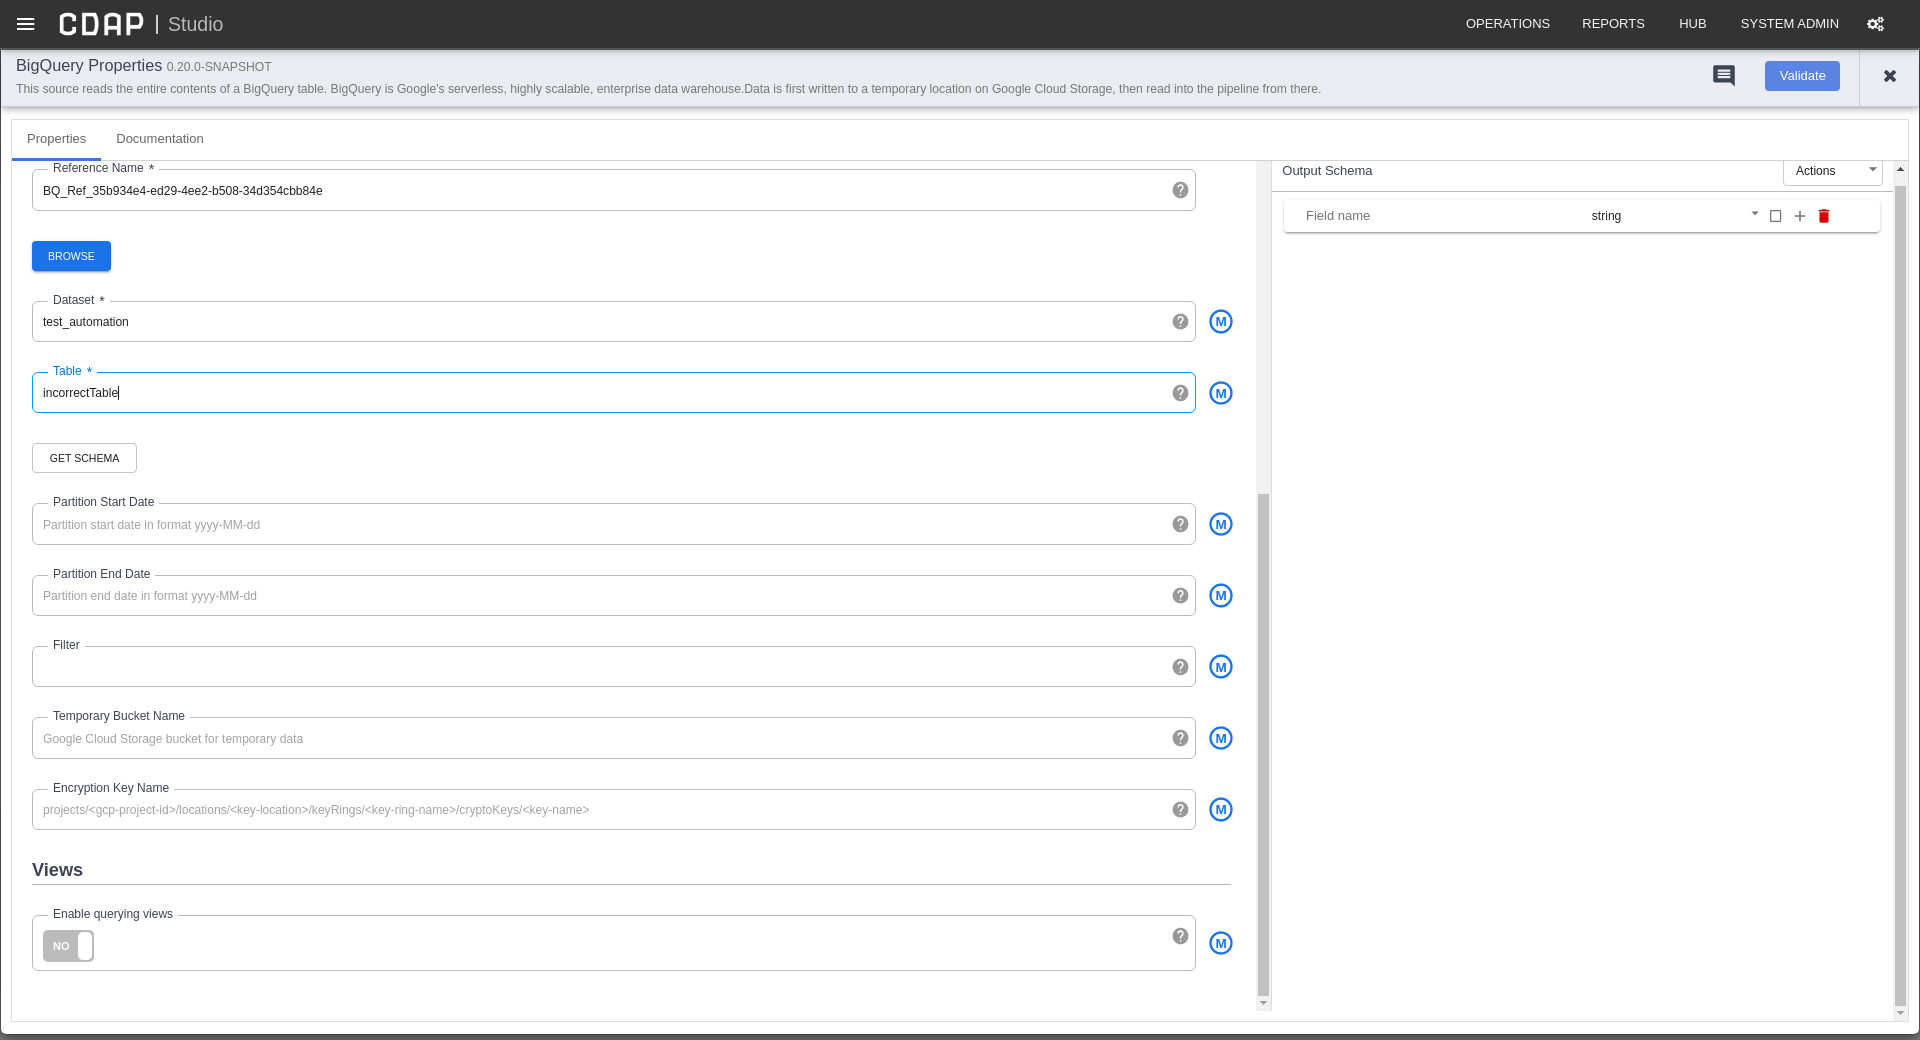 CDAP | Studio
OPERATIONS REPORTS HUB SYSTEM ADMIN
BigQuery Properties 0.20.0-SNAPSHOT
This source reads the entire contents of a BigQuery table. BigQuery is Google's serverless, highly scalable, enterprise data warehouse.Data is first written to a temporary location on Google Cloud Storage, then read into the pipeline from there.
Validate
Properties Documentation
Reference Name *
BQ_Ref_35b934e4-ed29-4ee2-b508-34d354cbb84e
BROWSE
Dataset *
test_automation
M
Table *
incorrectTable
M
GET SCHEMA
Partition Start Date
Partition start date in format yyyy-MM-dd
M
Partition End Date
Partition end date in format yyyy-MM-dd
M
Filter
M
Temporary Bucket Name
Google Cloud Storage bucket for temporary data
M
Encryption Key Name
projects/<gcp-project-id>/locations/<key-location>/keyRings/<key-ring-name>/cryptoKeys/<key-name>
M
Views
Enable querying views
NO
M
Output Schema
Actions
Field name string